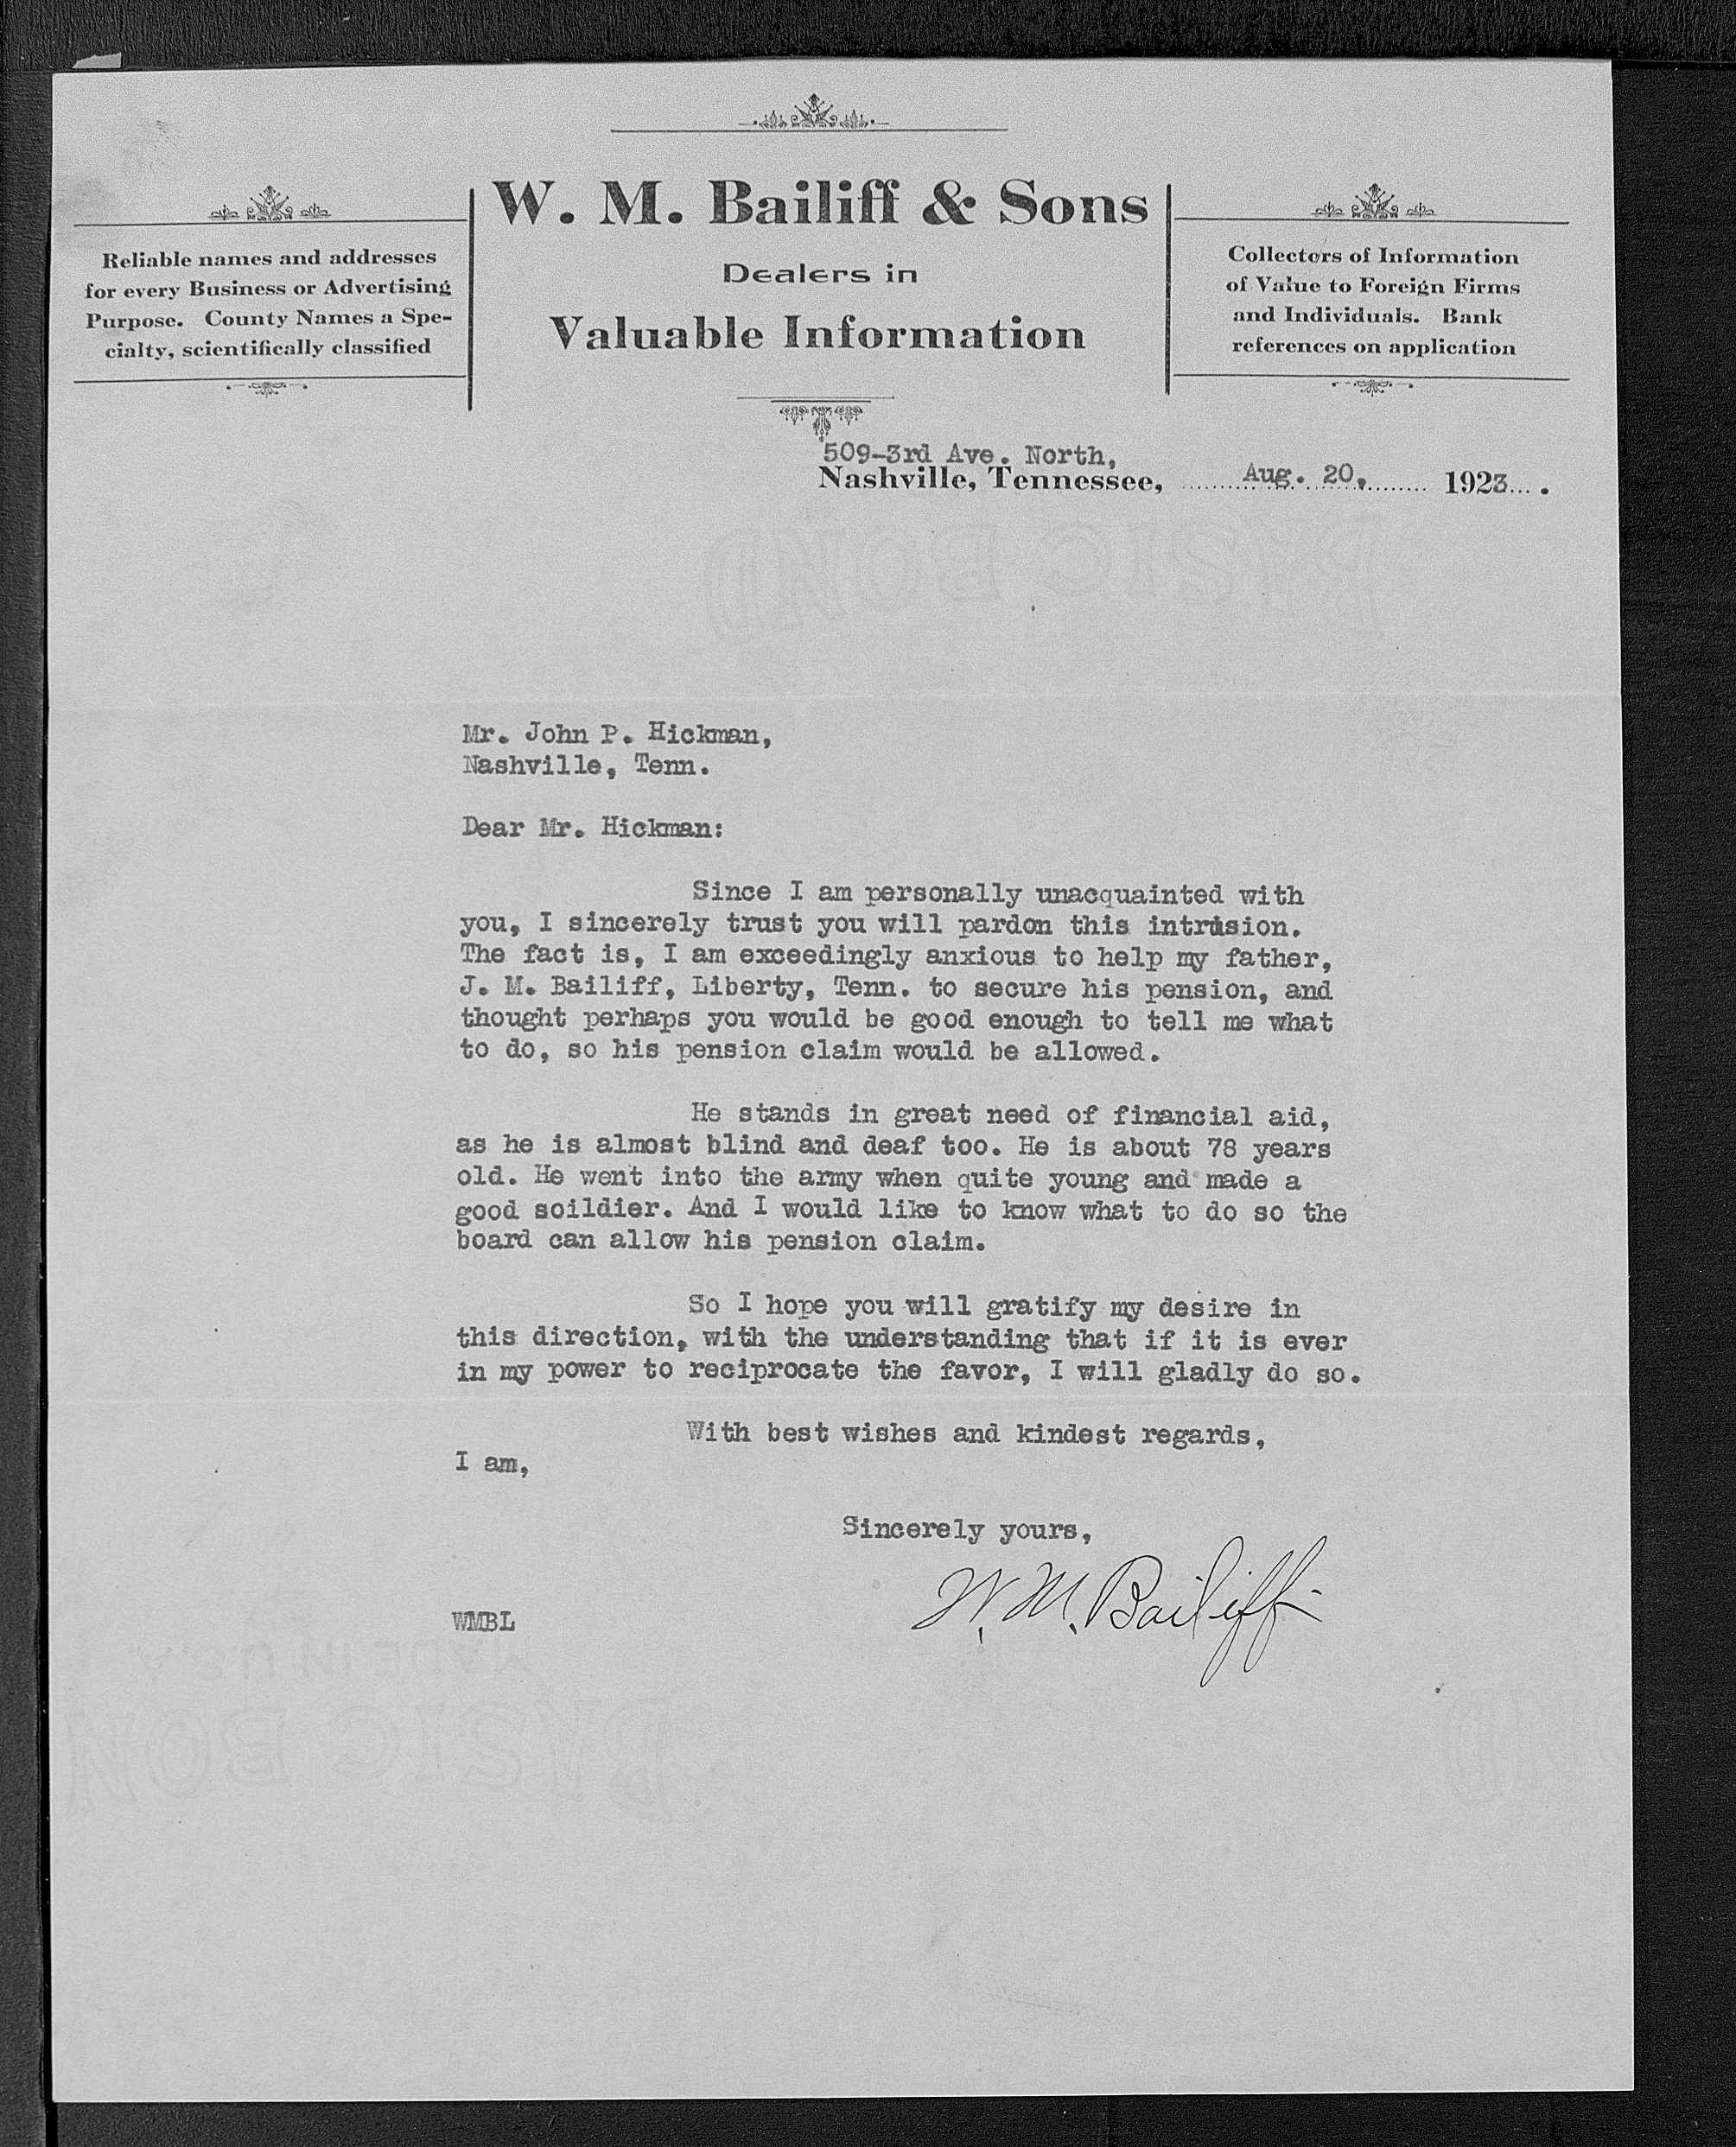 W. M. Bailiff & Sons
Dealers in
Valuable Information
Reliable names and addresses
for every Business or Advertising
Purpose. County Names a Spe-
cialty, scientifically classified
Collectors of Information
of Value to Foreign Firms
and Individuals. Bank
references on application
509-3rd Ave. North,
Nashville, Tennessee, Aug. 20, 1923.
BASIC BOND
Mr. John P. Hickman,
Nashville, Tenn.
Dear Mr. Hickman:
Since I am personally unacquainted with
you, I sincerely trust you will pardon this intrusion.
The fact is, I am exceedingly anxious to help my father,
J. M. Bailiff, Liberty, Tenn. to secure his pension, and
thought perhaps you would be good enough to tell me what
to do, so his pension claim would be allowed.
He stands in great need of financial aid,
as he is almost blind and deaf too. He is about 78 years
old. He went into the army when quite young and made a
good soildier. And I would like to know what to do so the
board can allow his pension claim.
So I hope you will gratify my desire in
this direction, with the understanding that if it is ever
in my power to reciprocate the favor, I will gladly do so.
With best wishes and kindest regards,
I am,
Sincerely yours,
W. M. Bailiff
WMBL
MADE IN U.S.A.
BASIC BON
ND